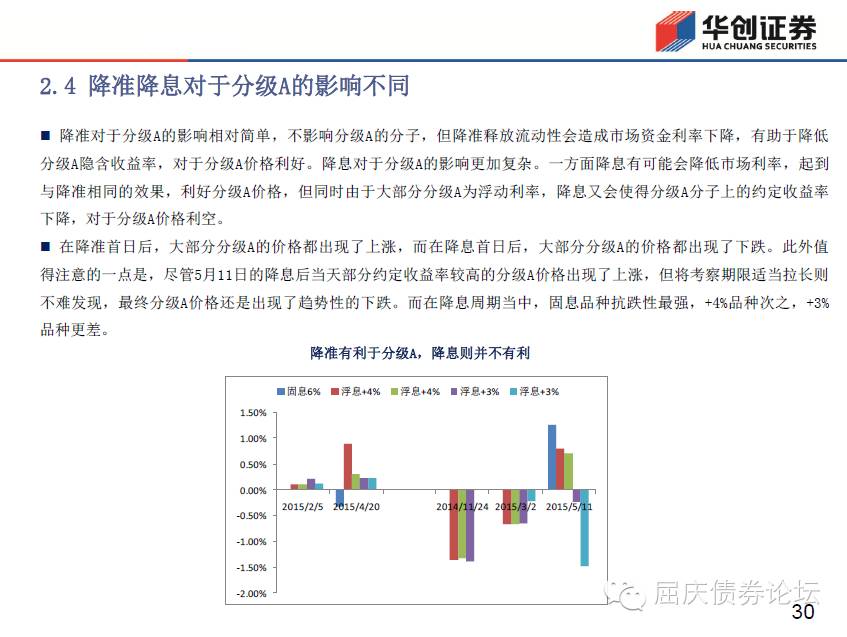 华创证券
HUA CHUANG SECURITIES
2.4 降准降息对于分级A的影响不同
■ 降准对于分级A的影响相对简单，不影响分级A的分子，但降准释放流动性会造成市场资金利率下降，有助于降低
分级A隐含收益率，对于分级A价格利好。降息对于分级A的影响更加复杂。一方面降息有可能会降低市场利率，起到
与降准相同的效果，利好分级A价格，但同时由于大部分分级A为浮动利率，降息又会使得分级A分子上的约定收益率
下降，对于分级A价格利空。
■ 在降准首日后，大部分分级A的价格都出现了上涨，而在降息首日后，大部分分级A的价格都出现了下跌。此外值
得注意的一点是，尽管5月11日的降息后当天部分约定收益率较高的分级A价格出现了上涨，但将考察期限适当拉长则
不难发现，最终分级A价格还是出现了趋势性的下跌。而在降息周期当中，固息品种抗跌性最强，+4%品种次之，+3%
品种更差。
降准有利于分级A，降息则并不有利
固息6% 浮息+4% 浮息+4% 浮息+3% 浮息+3%
1.50%
1.00%
0.50%
0.00%
-0.50%
-1.00%
-1.50%
-2.00%
2015/2/5 2015/4/20 2014/11/24 2015/3/2 2015/5/11
屈庆债券论坛
30